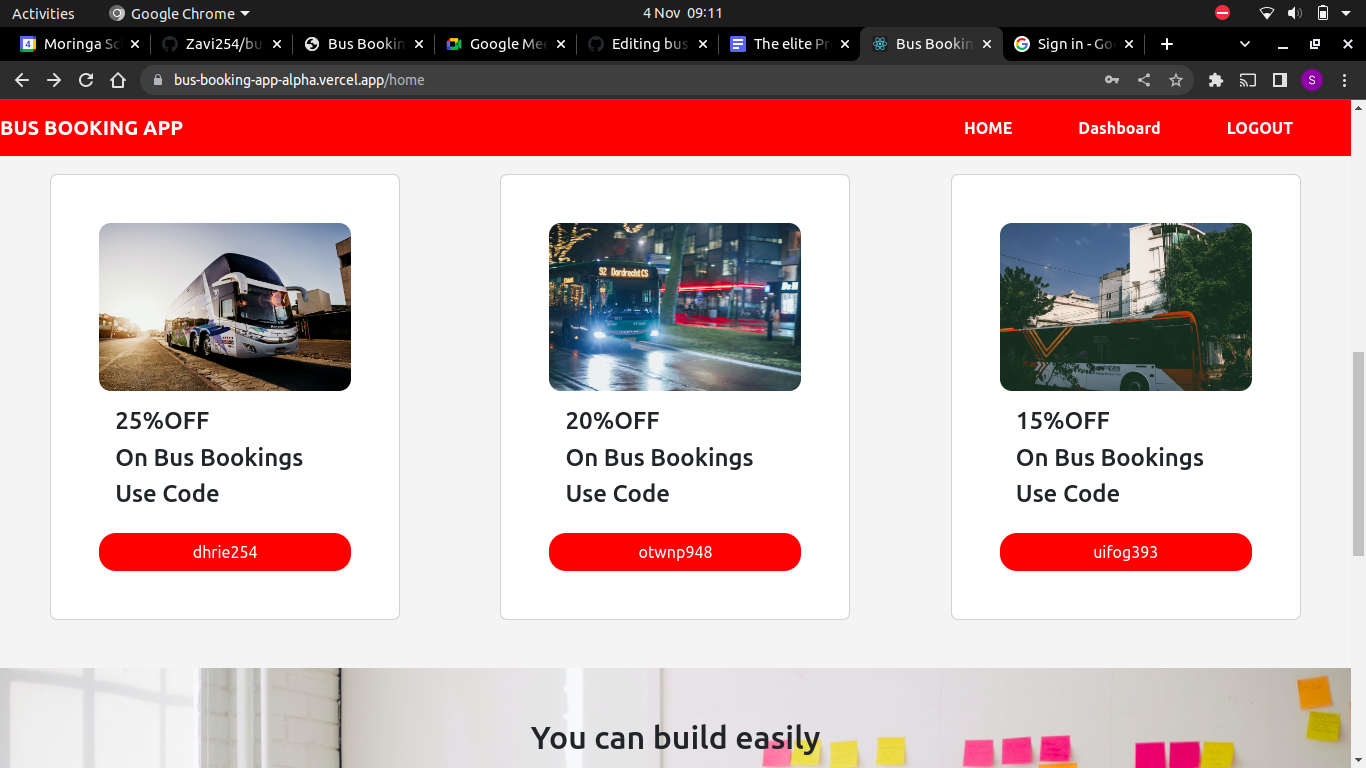 Activities
Google Chrome
4 Nov 09:11
Moringa Sc
Zavi254/bu
Bus Bookin
Google Mee
Editing bus
The elite Pr
Bus Bookin
Sign in - Goo
bus-booking-app-alpha.vercel.app/home
S
BUS BOOKING APP
HOME
Dashboard
LOGOUT
92 Dordrecht CS
25%OFF
On Bus Bookings
Use Code
dhrie254
20%OFF
On Bus Bookings
Use Code
otwnp948
15%OFF
On Bus Bookings
Use Code
uifog393
You can build easily